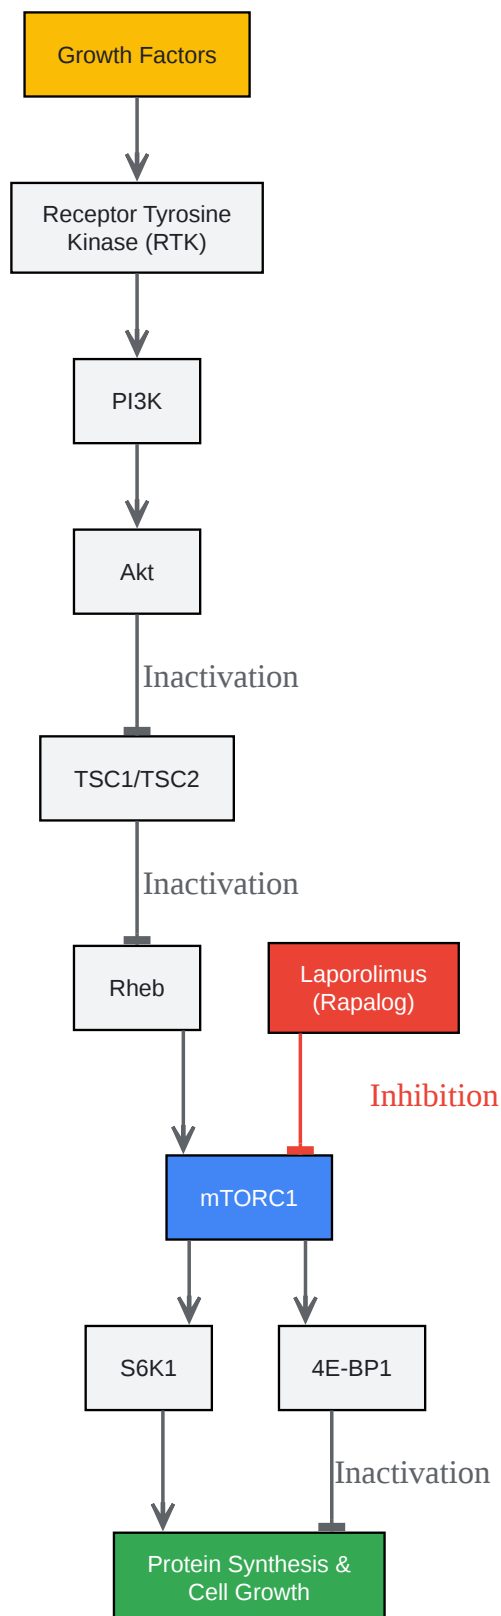 Growth Factors
Receptor Tyrosine
Kinase (RTK)
PI3K
Akt
Inactivation
TSC1/TSC2
Inactivation
Rheb
Laporolimus
(Rapalog)
Inhibition
mTORC1
S6K1
4E-BP1
Inactivation
Protein Synthesis &
Cell Growth